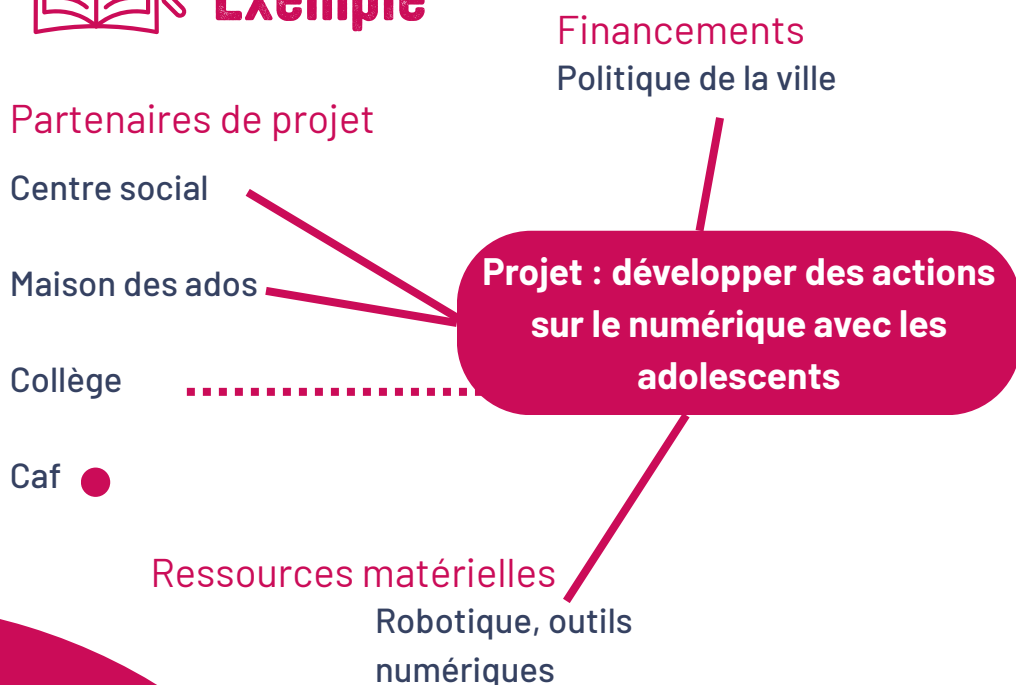 Exemple
Financements
Politique de la ville
Partenaires de projet
Centre social
Maison des ados
Collège
Caf
Projet : développer des actions
sur le numérique avec les
adolescents
Ressources matérielles
Robotique, outils
numériques